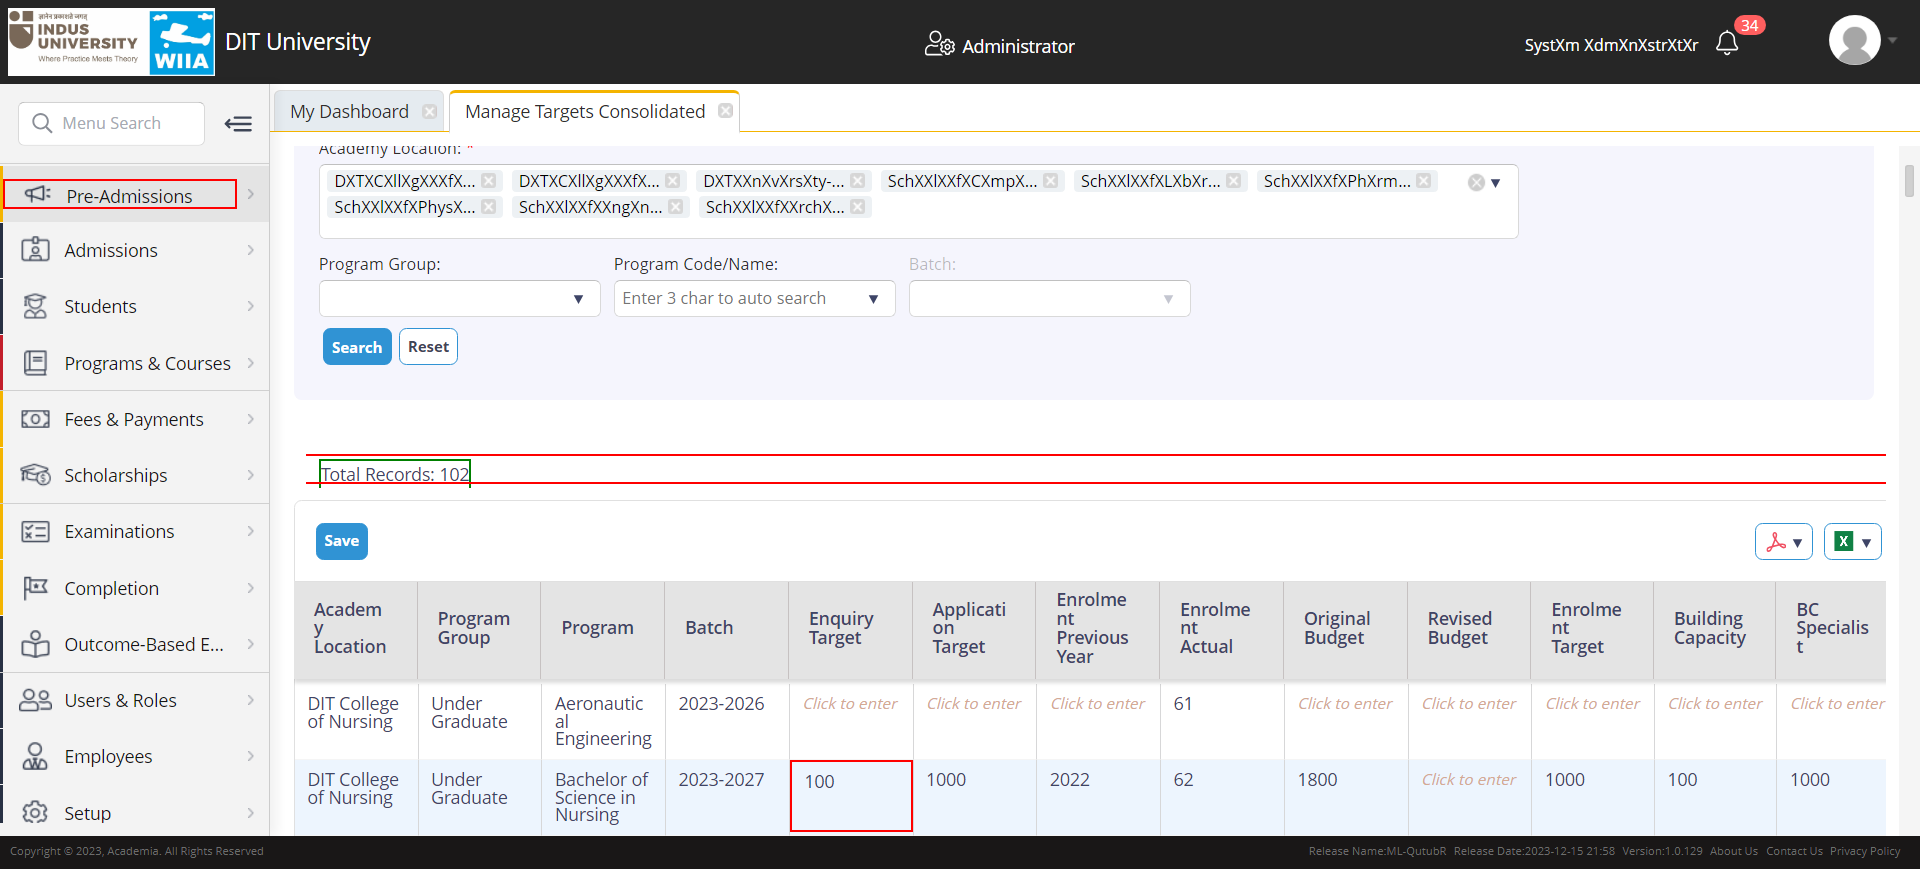 ज्ञानेन प्रकाशते जगत्
INDUS
UNIVERSITY
Where Practice Meets Theory
WIIA
DIT University
Administrator
SystXm XdmXnXstrXtXr
34
Menu Search
My Dashboard
Manage Targets Consolidated
Pre-Admissions
Admissions
Students
Programs & Courses
Fees & Payments
Scholarships
Examinations
Completion
Outcome-Based E...
Users & Roles
Employees
Setup
Academy Location: *
DXTXCXllXgXXXfX... DXTXCXllXgXXXfX... DXTXXnXvXrsXty-... SchXXlXXfXCXmpX... SchXXlXXfXLXbXr... SchXXlXXfXPhXrm...
SchXXlXXfXPhysX... SchXXlXXfXXngXn... SchXXlXXfXXrchX...
Program Group: Program Code/Name: Batch:
Enter 3 char to auto search
Search Reset
Total Records: 102
Save
Academy Location Program Group Program Batch Enquiry Target Application Target Enrolment Previous Year Enrolment Actual Original Budget Revised Budget Enrolment Target Building Capacity BC Specialist
DIT College of Nursing Under Graduate Aeronautical Engineering 2023-2026 Click to enter Click to enter Click to enter 61 Click to enter Click to enter Click to enter Click to enter Click to enter
DIT College of Nursing Under Graduate Bachelor of Science in Nursing 2023-2027 100 1000 2022 62 1800 Click to enter 1000 100 1000
Copyright © 2023, Academia. All Rights Reserved
Release Name:ML-QutubR Release Date:2023-12-15 21:58 Version:1.0.129 About Us Contact Us Privacy Policy